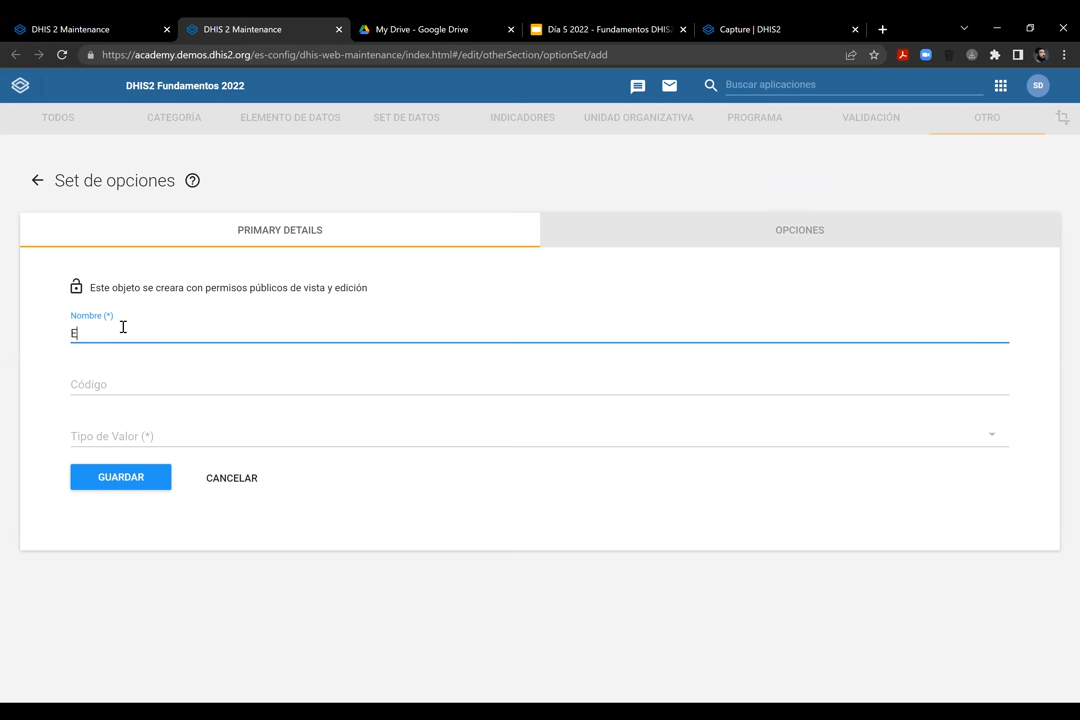 DHIS 2 Maintenance
DHIS 2 Maintenance
My Drive - Google Drive
Día 5 2022 - Fundamentos DHIS
Capture | DHIS2
https://academy.demos.dhis2.org/es-config/dhis-web-maintenance/index.html#/edit/otherSection/optionSet/add
DHIS2 Fundamentos 2022
Buscar aplicaciones
SD
TODOS
CATEGORÍA
ELEMENTO DE DATOS
SET DE DATOS
INDICADORES
UNIDAD ORGANIZATIVA
PROGRAMA
VALIDACIÓN
OTRO
Set de opciones
PRIMARY DETAILS
OPCIONES
Este objeto se creara con permisos públicos de vista y edición
Nombre (*)
E
Código
Tipo de Valor (*)
GUARDAR
CANCELAR